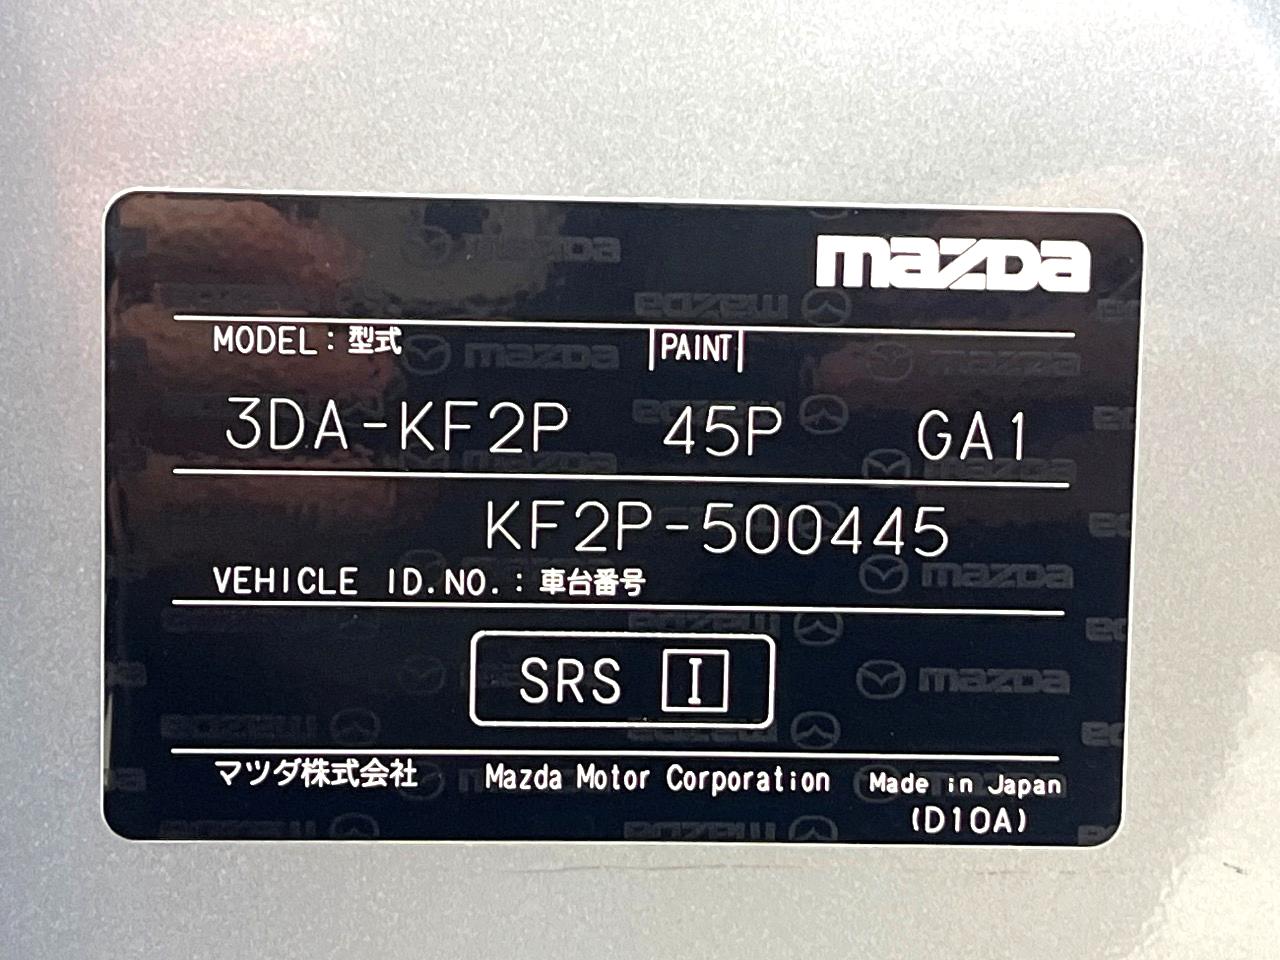 mazda
MODEL : 型式 PAINT
3DA-KF2P 45P GA1
KF2P-500445
VEHICLE ID.NO. : 車台番号
SRS I
マツダ株式会社 Mazda Motor Corporation Made in Japan
(D10A)